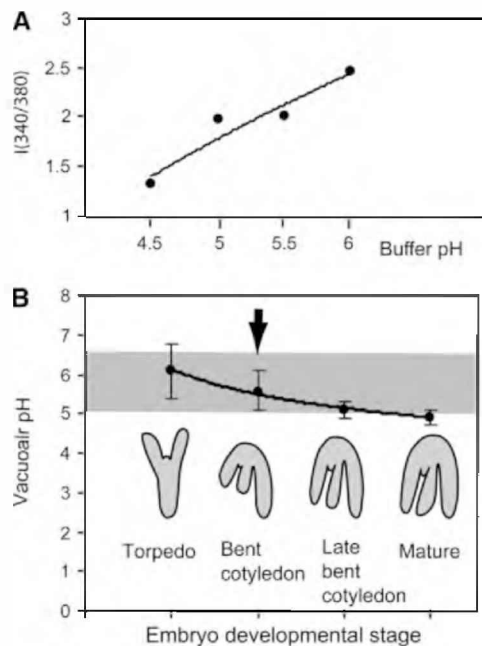 A
I(340/380)
3
2.5
2
1.5
1
4.5 5 5.5 6
Buffer pH
B
Vacuoair pH
8
7
6
5
4
3
2
1
0
Torpedo
Bent
cotyledon
Late
bent
cotyledon
Mature
Embryo developmental stage